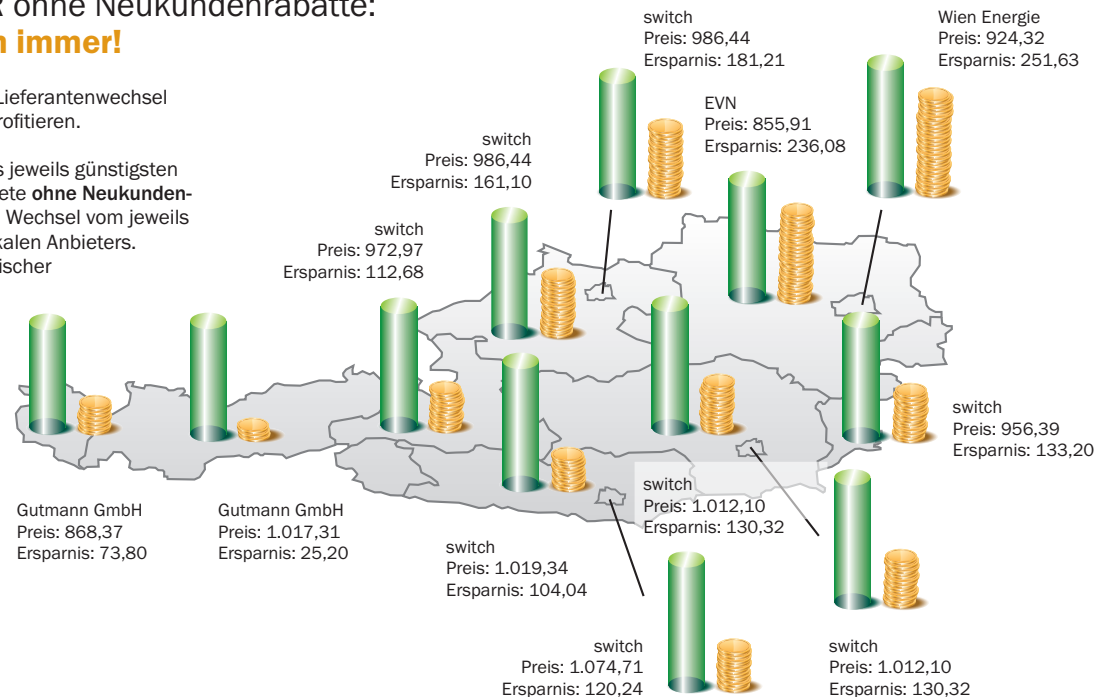 ohne Neukundenrabatte:
immer!
Lieferantenwechsel
jeweils günstigsten
ohne Neukunden-
Wechsel vom jeweils
Anbieters.
switch
Preis: 986,44
Ersparnis: 181,21
Wien Energie
Preis: 924,32
Ersparnis: 251,63
EVN
Preis: 855,91
Ersparnis: 236,08
switch
Preis: 986,44
Ersparnis: 161,10
switch
Preis: 972,97
Ersparnis: 112,68
switch
Preis: 956,39
Ersparnis: 133,20
Gutmann GmbH
Preis: 868,37
Ersparnis: 73,80
Gutmann GmbH
Preis: 1.017,31
Ersparnis: 25,20
switch
Preis: 1.012,10
Ersparnis: 130,32
switch
Preis: 1.019,34
Ersparnis: 104,04
switch
Preis: 1.074,71
Ersparnis: 120,24
switch
Preis: 1.012,10
Ersparnis: 130,32